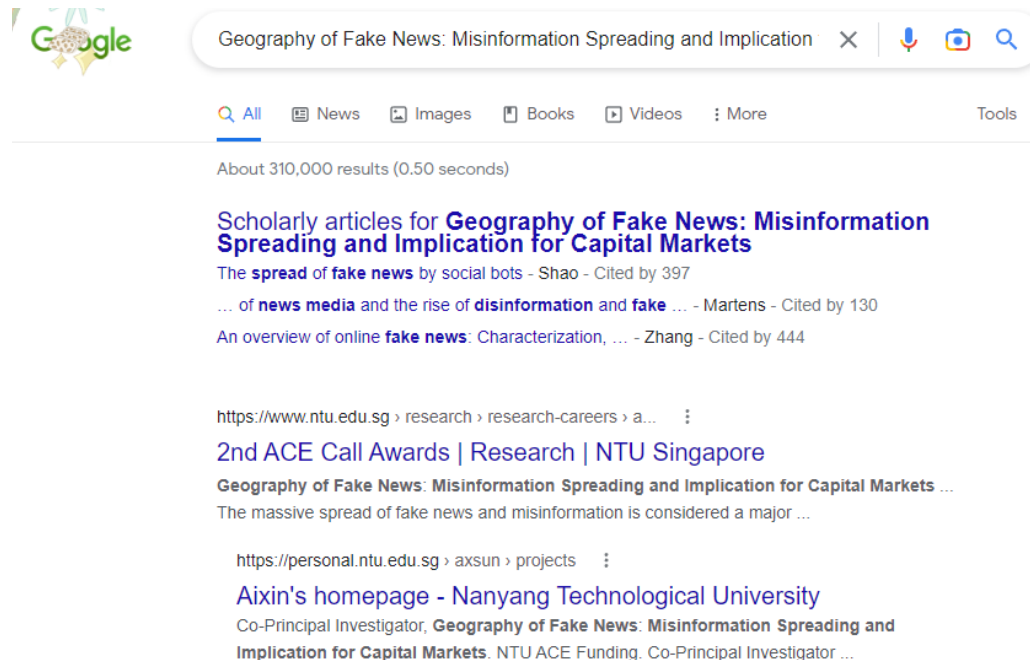 Google
Geography of Fake News: Misinformation Spreading and Implication
All News Images Books Videos More Tools
About 310,000 results (0.50 seconds)
Scholarly articles for Geography of Fake News: Misinformation
Spreading and Implication for Capital Markets
The spread of fake news by social bots - Shao - Cited by 397
... of news media and the rise of disinformation and fake ... - Martens - Cited by 130
An overview of online fake news: Characterization, ... - Zhang - Cited by 444
https://www.ntu.edu.sg › research › research-careers › a...
2nd ACE Call Awards | Research | NTU Singapore
Geography of Fake News: Misinformation Spreading and Implication for Capital Markets ...
The massive spread of fake news and misinformation is considered a major ...
https://personal.ntu.edu.sg › axsun › projects
Aixin's homepage - Nanyang Technological University
Co-Principal Investigator, Geography of Fake News: Misinformation Spreading and
Implication for Capital Markets. NTU ACE Funding. Co-Principal Investigator ...